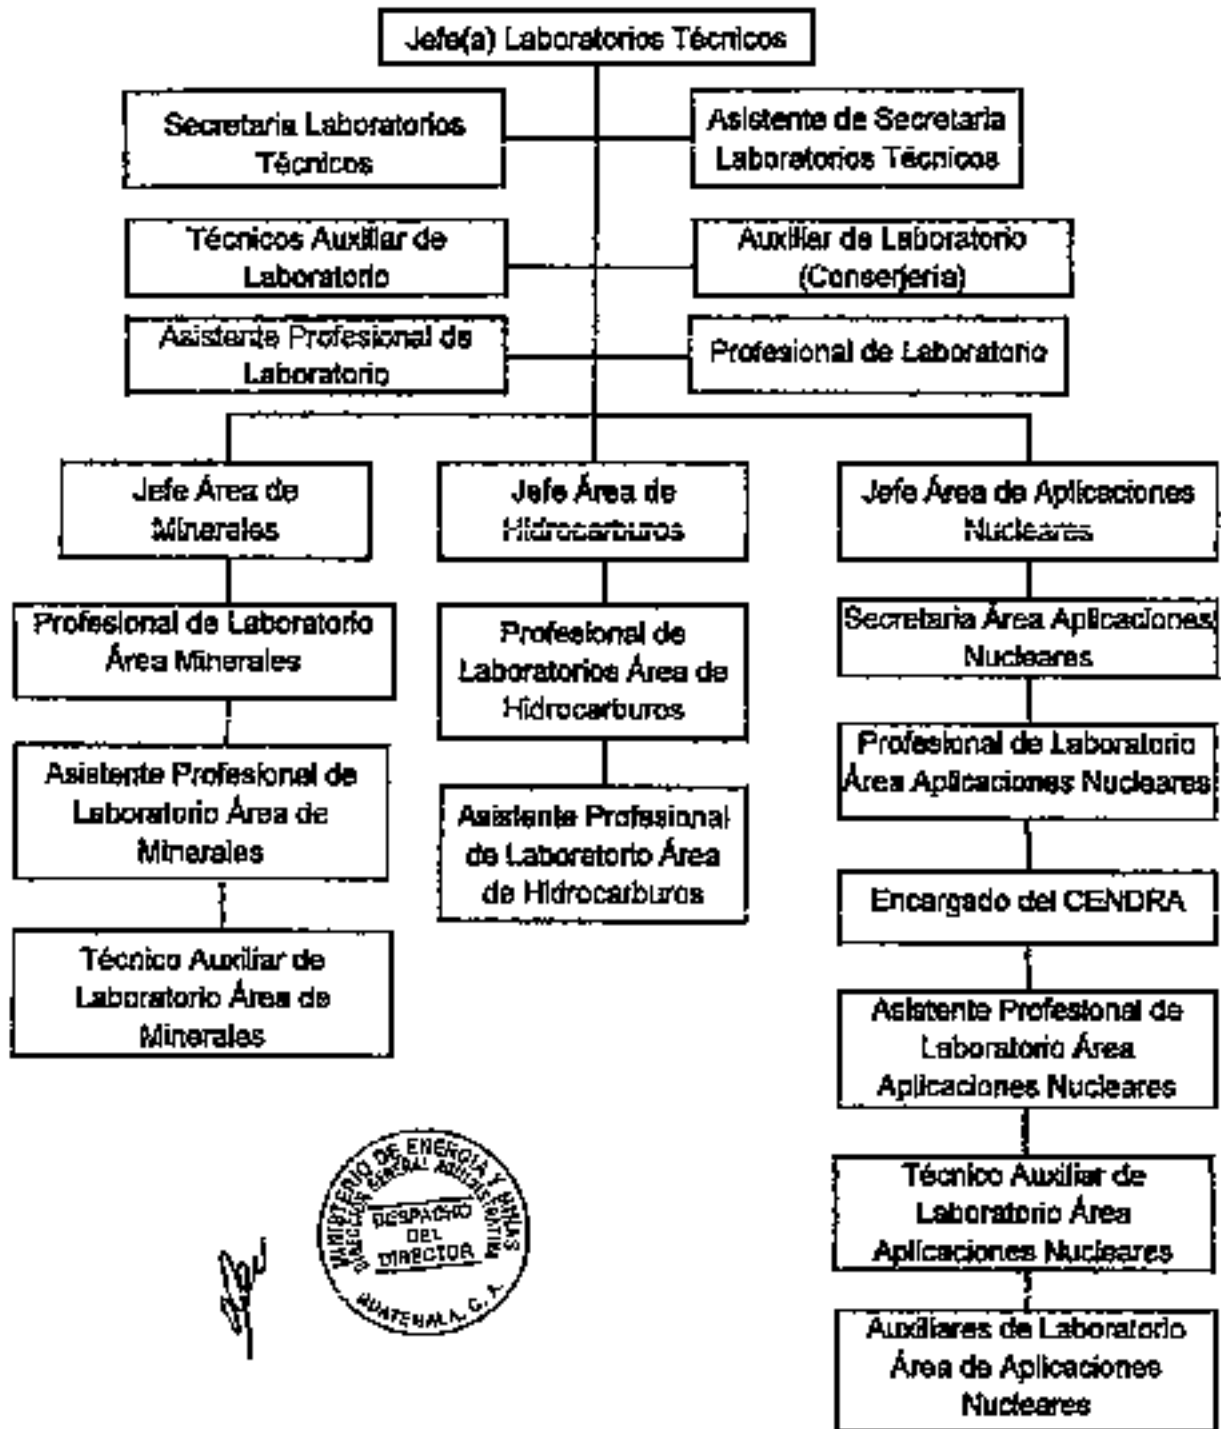 Jefe(a) Laboratorios Técnicos
Secretaria Laboratorios
Técnicos
Asistente de Secretaria
Laboratorios Técnicos
Técnicos Auxiliar de
Laboratorio
Auxiliar de Laboratorio
(Conserjería)
Asistente Profesional de
Laboratorio
Profesional de Laboratorio
Jefe Área de
Minerales
Jefe Área de
Hidrocarburos
Jefe Área de Aplicaciones
Nucleares
Profesional de Laboratorio
Área Minerales
Profesional de
Laboratorios Área de
Hidrocarburos
Secretaria Área Aplicaciones
Nucleares
Asistente Profesional de
Laboratorio Área de
Minerales
Asistente Profesional
de Laboratorio Área
de Hidrocarburos
Profesional de Laboratorio
Área Aplicaciones Nucleares
Técnico Auxiliar de
Laboratorio Área de
Minerales
Encargado del CENDRA
Asistente Profesional de
Laboratorio Área
Aplicaciones Nucleares
Técnico Auxiliar de
Laboratorio Área
Aplicaciones Nucleares
Auxiliares de Laboratorio
Área de Aplicaciones
Nucleares
MINISTERIO DE ENERGIA Y MINAS
DIRECCION GENERAL ADMINISTRATIVA
DESPACHO
DEL
DIRECTOR
GUATEMALA, C. A.